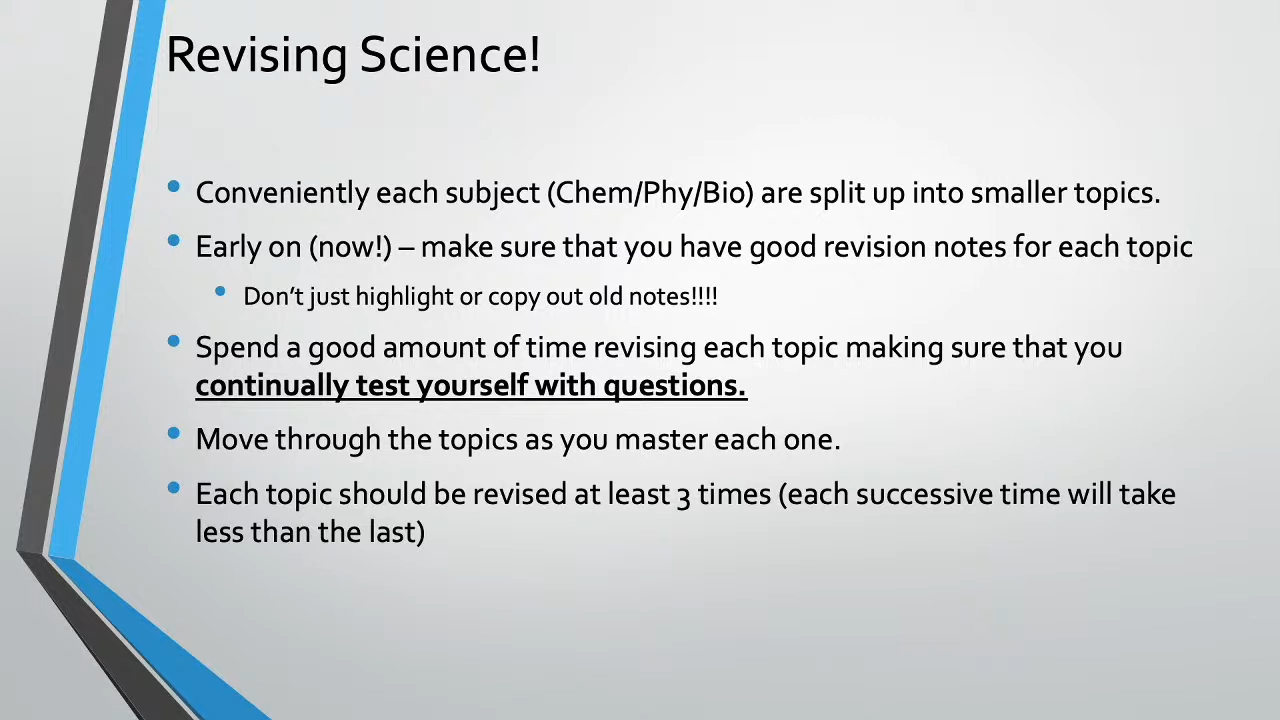 Revising Science!
Conveniently each subject (Chem/Phy/Bio) are split up into smaller topics.
Early on (now!) – make sure that you have good revision notes for each topic
Don't just highlight or copy out old notes!!!!
Spend a good amount of time revising each topic making sure that you
continually test yourself with questions.
Move through the topics as you master each one.
Each topic should be revised at least 3 times (each successive time will take
less than the last)